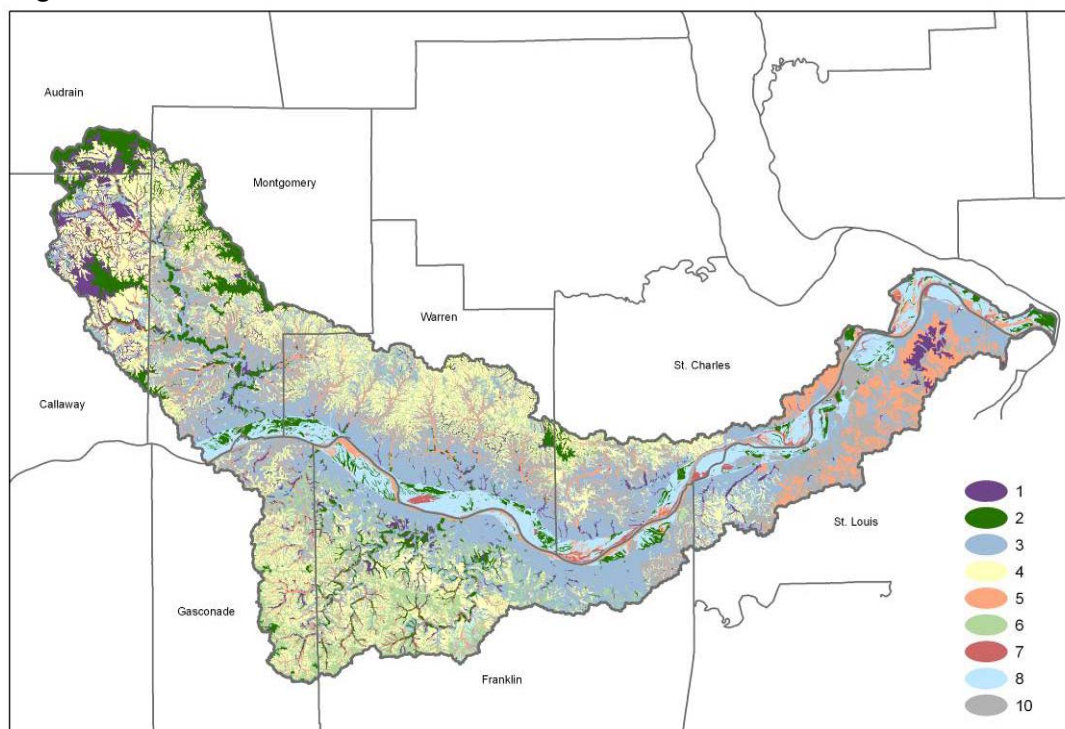 Audrain
Montgomery
Warren
St. Charles
Callaway
St. Louis
Gasconade
Franklin
1
2
3
4
5
6
7
8
10